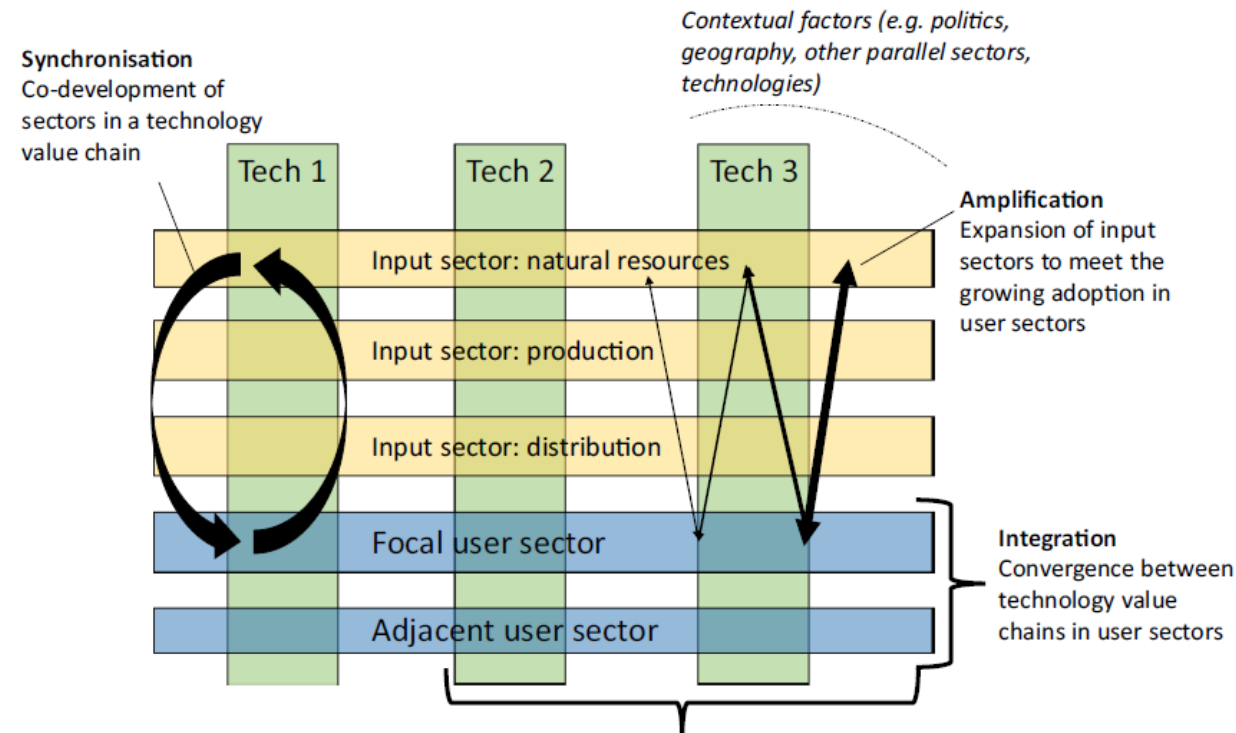 Contextual factors (e.g. politics,
geography, other parallel sectors,
technologies)
Synchronisation
Co-development of
sectors in a technology
value chain
Tech 1
Tech 2
Tech 3
Amplification
Expansion of input
sectors to meet the
growing adoption in
user sectors
Input sector: natural resources
Input sector: production
Input sector: distribution
Focal user sector
Adjacent user sector
Integration
Convergence between
technology value
chains in user sectors